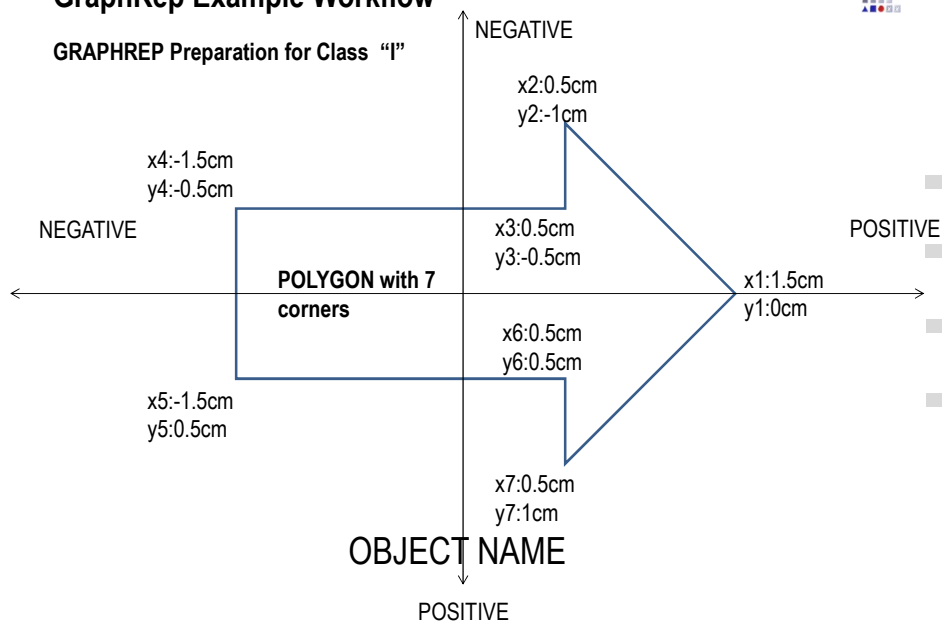 GraphRep Example Workflow
GRAPHREP Preparation for Class “I”
NEGATIVE
x2:0.5cm
y2:-1cm
x4:-1.5cm
y4:-0.5cm
NEGATIVE
x3:0.5cm
y3:-0.5cm
POSITIVE
POLYGON with 7
corners
x1:1.5cm
y1:0cm
x6:0.5cm
y6:0.5cm
x5:-1.5cm
y5:0.5cm
x7:0.5cm
y7:1cm
OBJECT NAME
POSITIVE